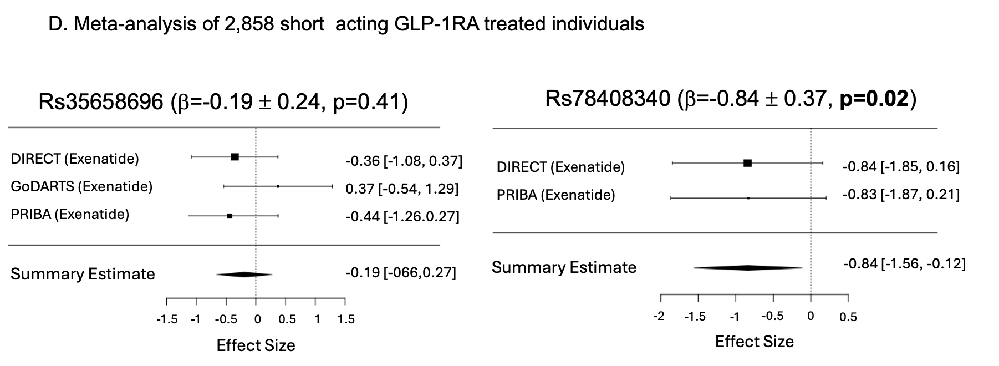 D. Meta-analysis of 2,858 short  acting GLP-1RA treated individuals
Rs35658696 (β=-0.19 ± 0.24, p=0.41)
DIRECT (Exenatide) -0.36 [-1.08, 0.37]
GoDARTS (Exenatide) 0.37 [-0.54, 1.29]
PRIBA (Exenatide) -0.44 [-1.26.0.27]
Summary Estimate -0.19 [-066,0.27]
-1.5 -1 -0.5 0 0.5 1 1.5
Effect Size
Rs78408340 (β=-0.84 ± 0.37, p=0.02)
DIRECT (Exenatide) -0.84 [-1.85, 0.16]
PRIBA (Exenatide) -0.83 [-1.87, 0.21]
Summary Estimate -0.84 [-1.56, -0.12]
-2 -1.5 -1 -0.5 0 0.5
Effect Size